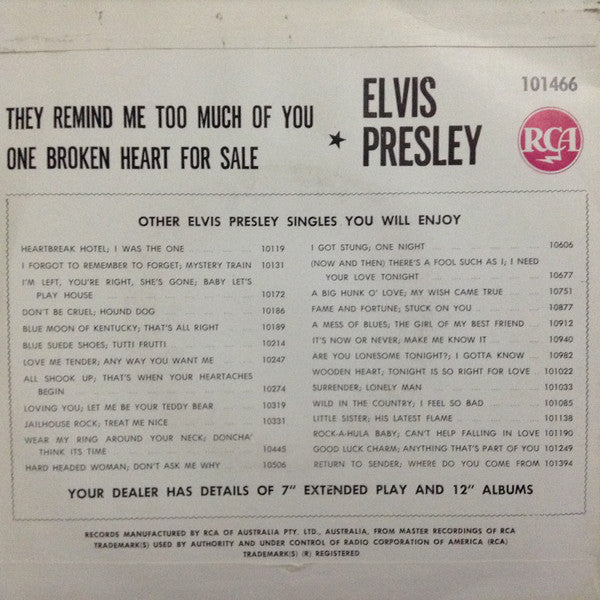 THEY REMIND ME TOO MUCH OF YOU
ONE BROKEN HEART FOR SALE
★ ELVIS
PRESLEY
101466
RCA
OTHER ELVIS PRESLEY SINGLES YOU WILL ENJOY
HEARTBREAK HOTEL; I WAS THE ONE 10119
I FORGOT TO REMEMBER TO FORGET; MYSTERY TRAIN 10131
I'M LEFT, YOU'RE RIGHT, SHE'S GONE; BABY LET'S
PLAY HOUSE 10172
DON'T BE CRUEL; HOUND DOG 10186
BLUE MOON OF KENTUCKY; THAT'S ALL RIGHT 10189
BLUE SUEDE SHOES; TUTTI FRUTTI 10214
LOVE ME TENDER; ANY WAY YOU WANT ME 10247
ALL SHOOK UP; THAT'S WHEN YOUR HEARTACHES
BEGIN 10274
LOVING YOU; LET ME BE YOUR TEDDY BEAR 10319
JAILHOUSE ROCK; TREAT ME NICE 10331
WEAR MY RING AROUND YOUR NECK; DONCHA'
THINK ITS TIME 10445
HARD HEADED WOMAN; DON'T ASK ME WHY 10506
I GOT STUNG; ONE NIGHT 10606
(NOW AND THEN) THERE'S A FOOL SUCH AS I; I NEED
YOUR LOVE TONIGHT 10677
A BIG HUNK O' LOVE; MY WISH CAME TRUE 10751
FAME AND FORTUNE; STUCK ON YOU 10877
A MESS OF BLUES; THE GIRL OF MY BEST FRIEND 10912
IT'S NOW OR NEVER; MAKE ME KNOW IT 10940
ARE YOU LONESOME TONIGHT?; I GOTTA KNOW 10982
WOODEN HEART; TONIGHT IS SO RIGHT FOR LOVE 101022
SURRENDER; LONELY MAN 101033
WILD IN THE COUNTRY; I FEEL SO BAD 101085
LITTLE SISTER; HIS LATEST FLAME 101138
ROCK-A-HULA BABY; CAN'T HELP FALLING IN LOVE 101190
GOOD LUCK CHARM; ANYTHING THAT'S PART OF YOU 101249
RETURN TO SENDER; WHERE DO YOU COME FROM 101394
YOUR DEALER HAS DETAILS OF 7" EXTENDED PLAY AND 12" ALBUMS
RECORDS MANUFACTURED BY RCA OF AUSTRALIA PTY. LTD., AUSTRALIA, FROM MASTER RECORDINGS OF RCA
TRADEMARK(S) USED BY AUTHORITY AND UNDER CONTROL OF RADIO CORPORATION OF AMERICA (RCA)
TRADEMARK(S) (R) REGISTERED